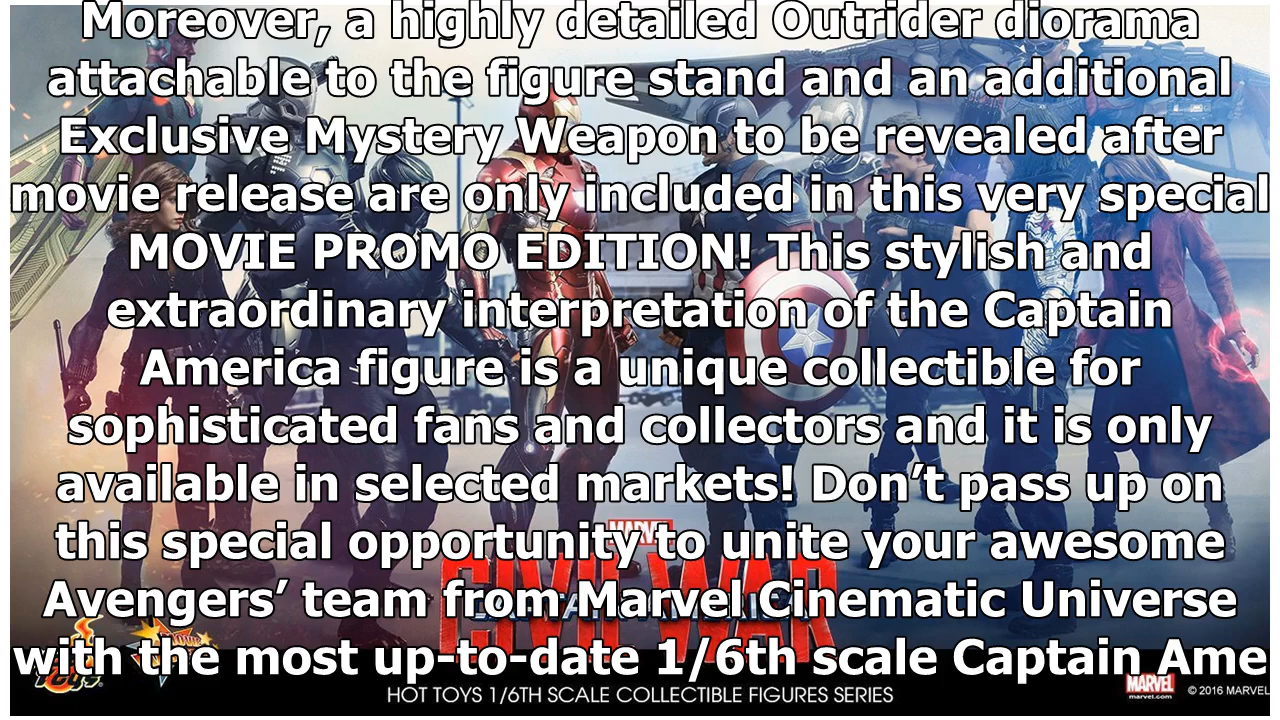 Moreover, a highly detailed Outrider diorama
attachable to the figure stand and an additional
Exclusive Mystery Weapon to be revealed after
movie release are only included in this very special
MOVIE PROMO EDITION! This stylish and
extraordinary interpretation of the Captain
America figure is a unique collectible for
sophisticated fans and collectors and it is only
available in selected markets! Don’t pass up on
this special opportunity to unite your awesome
Avengers’ team from Marvel Cinematic Universe
with the most up-to-date 1/6th scale Captain Ame
MARVEL
CIVIL WAR
HOT TOYS 1/6TH SCALE COLLECTIBLE FIGURES SERIES
MARVEL
marvel.com
© 2016 MARVEL